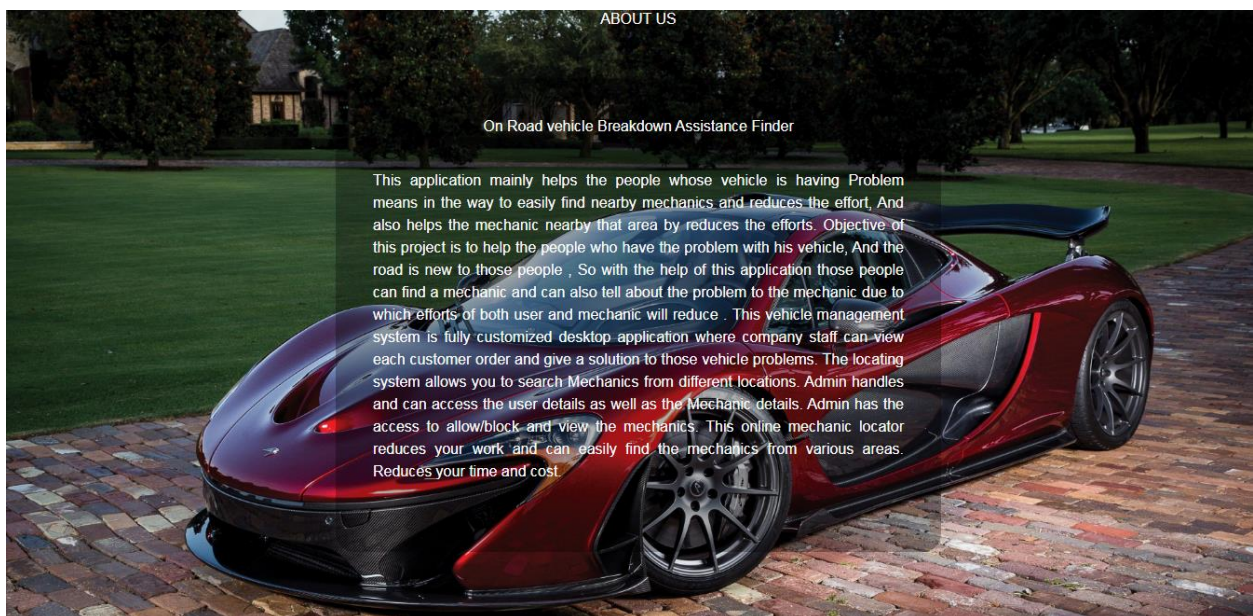 ABOUT US
On Road vehicle Breakdown Assistance Finder
This application mainly helps the people whose vehicle is having Problem
means in the way to easily find nearby mechanics and reduces the effort, And
also helps the mechanic nearby that area by reduces the efforts. Objective of
this project is to help the people who have the problem with his vehicle, And the
road is new to those people , So with the help of this application those people
can find a mechanic and can also tell about the problem to the mechanic due to
which efforts of both user and mechanic will reduce . This vehicle management
system is fully customized desktop application where company staff can view
each customer order and give a solution to those vehicle problems. The locating
system allows you to search Mechanics from different locations. Admin handles
and can access the user details as well as the Mechanic details. Admin has the
access to allow/block and view the mechanics. This online mechanic locator
reduces your work and can easily find the mechanics from various areas.
Reduces your time and cost.